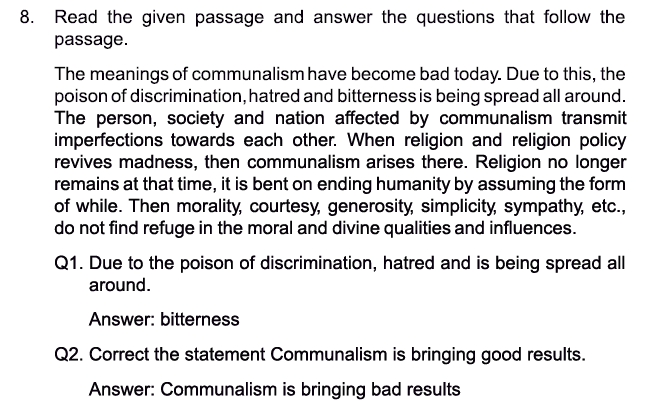 8. Read the given passage and answer the questions that follow the
passage.
The meanings of communalism have become bad today. Due to this, the
poison of discrimination, hatred and bitterness is being spread all around.
The person, society and nation affected by communalism transmit
imperfections towards each other. When religion and religion policy
revives madness, then communalism arises there. Religion no longer
remains at that time, it is bent on ending humanity by assuming the form
of while. Then morality, courtesy, generosity, simplicity, sympathy, etc.,
do not find refuge in the moral and divine qualities and influences.
Q1. Due to the poison of discrimination, hatred and is being spread all
around.
Answer: bitterness
Q2. Correct the statement Communalism is bringing good results.
Answer: Communalism is bringing bad results